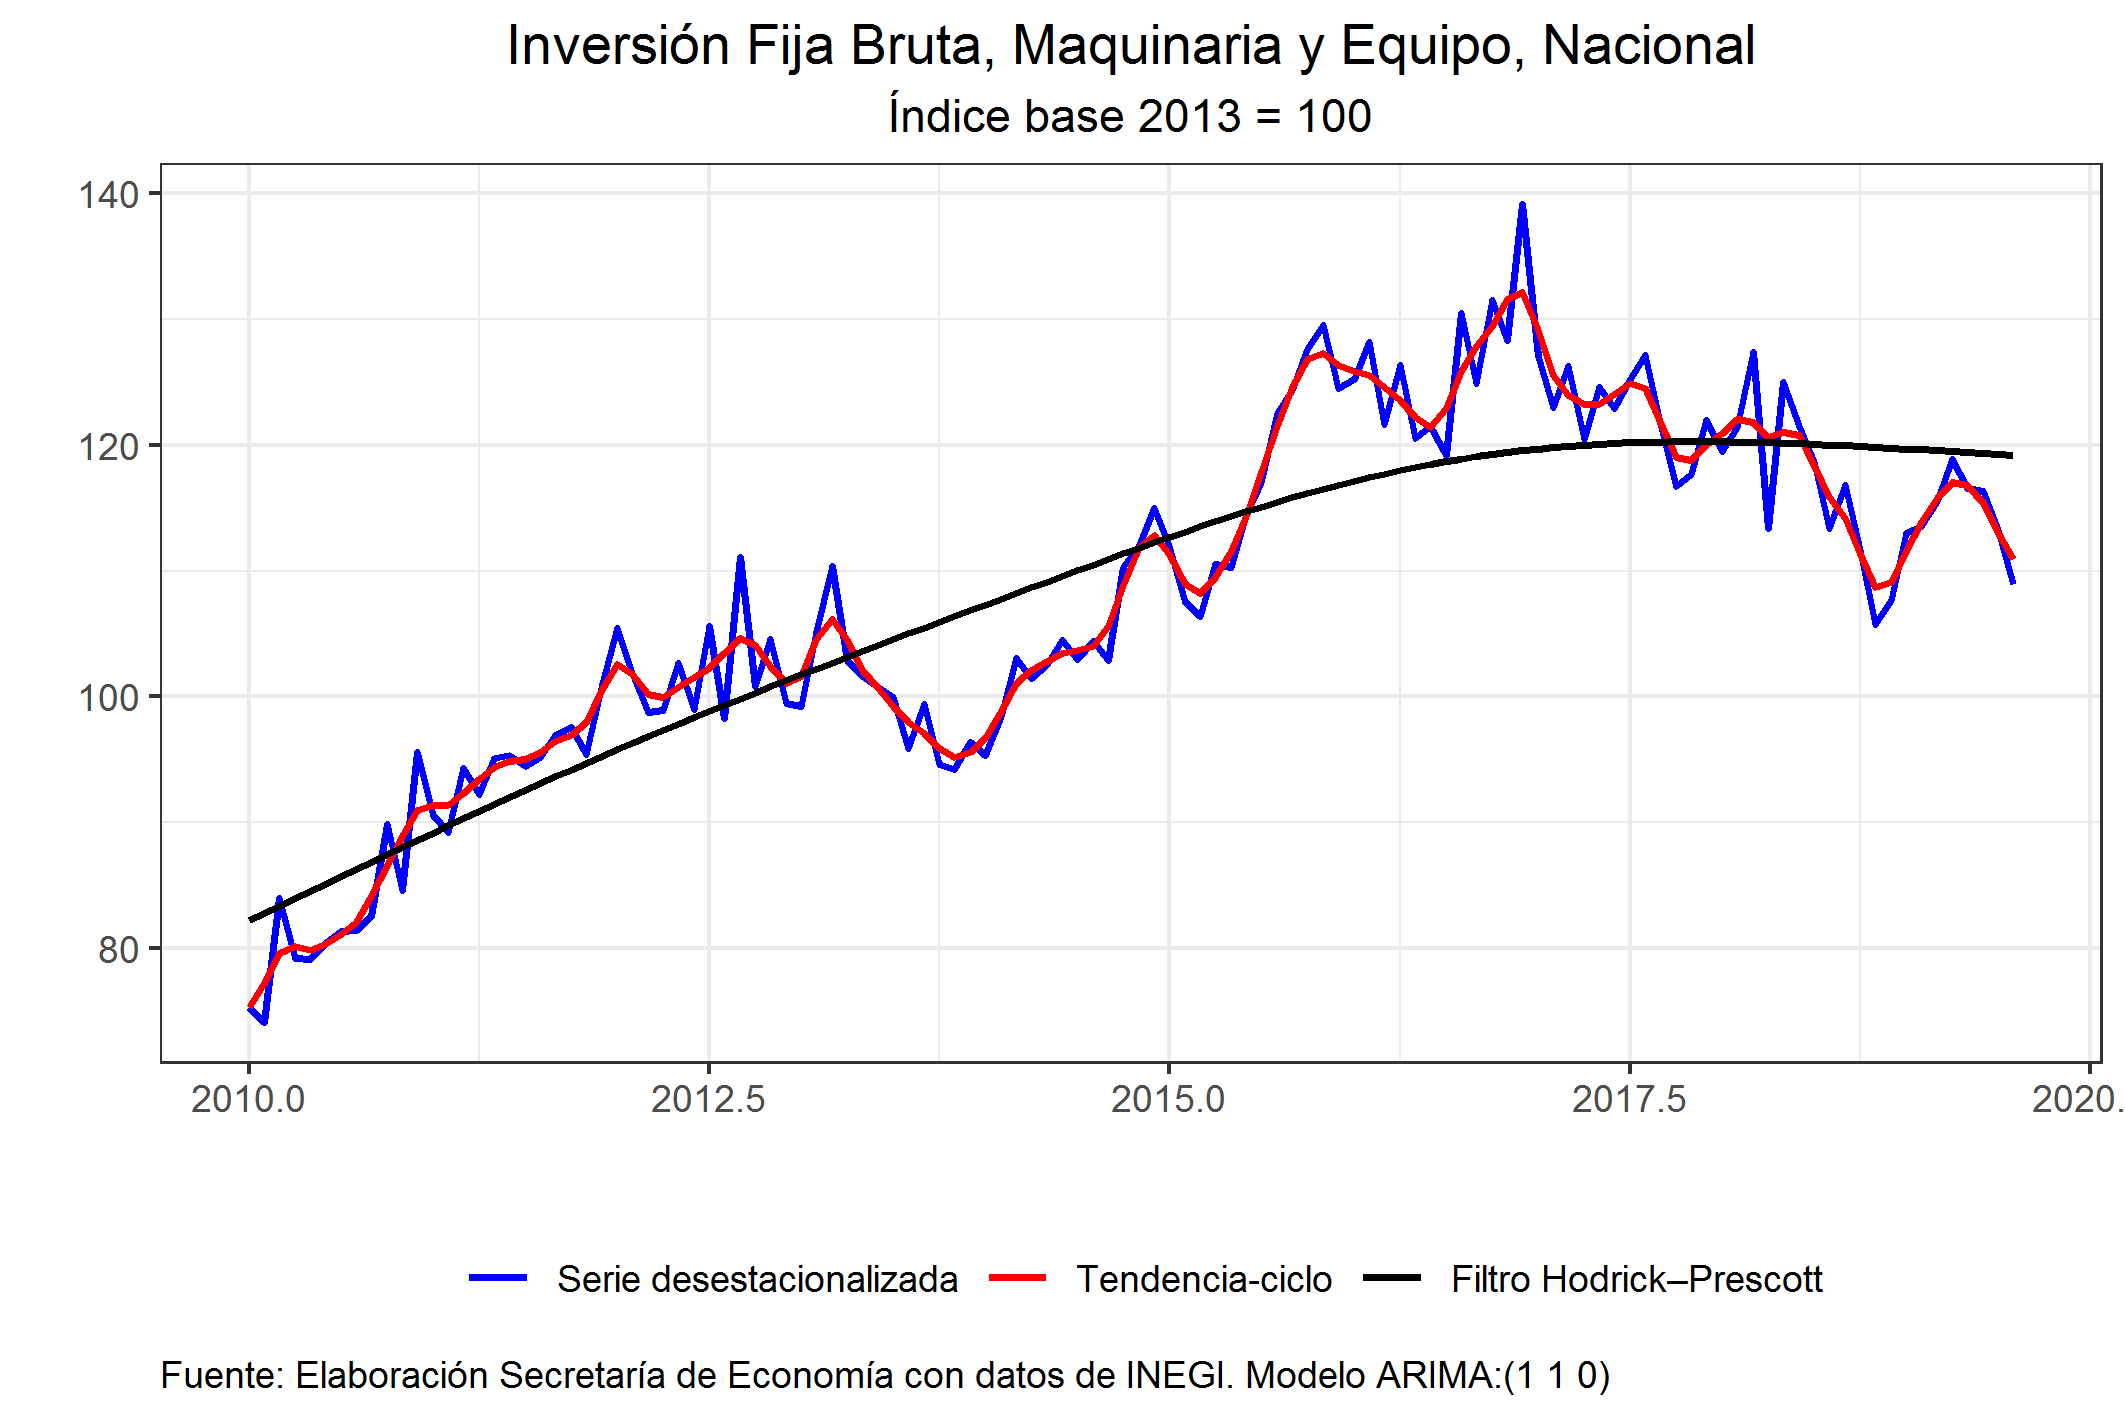 Inversión Fija Bruta, Maquinaria y Equipo, Nacional
Índice base 2013 = 100
140
120
100
80
2010.0 2012.5 2015.0 2017.5 2020.
Serie desestacionalizada Tendencia-ciclo Filtro Hodrick–Prescott
Fuente: Elaboración Secretaría de Economía con datos de INEGI. Modelo ARIMA:(1 1 0)